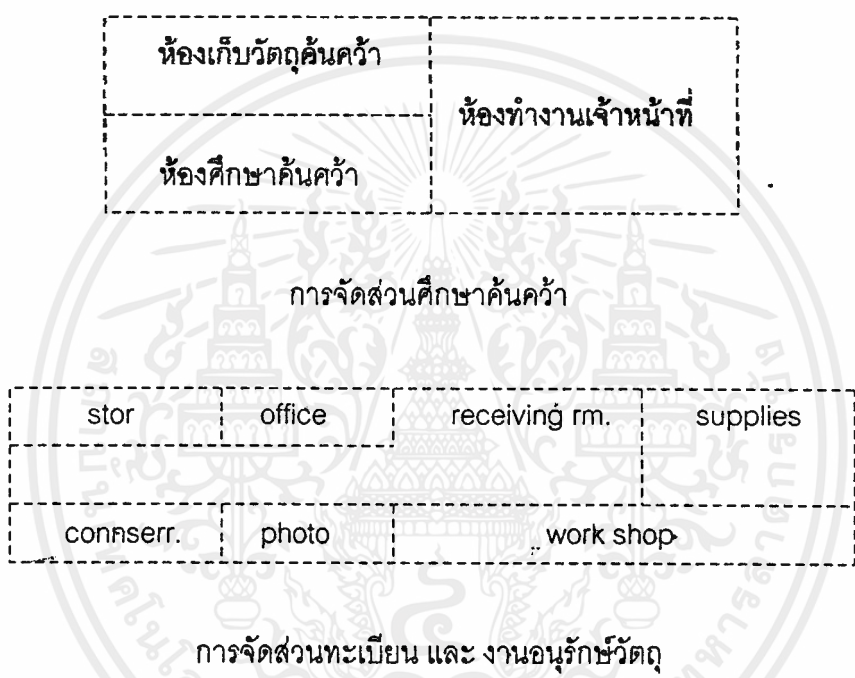 ห้องเก็บวัตถุค้นคว้า
ห้องทำงานเจ้าหน้าที่
ห้องศึกษาค้นคว้า
การจัดส่วนศึกษาค้นคว้า
stor office receiving rm. supplies
connserr. photo work shop
การจัดส่วนทะเบียน และ งานอนุรักษ์วัตถุ